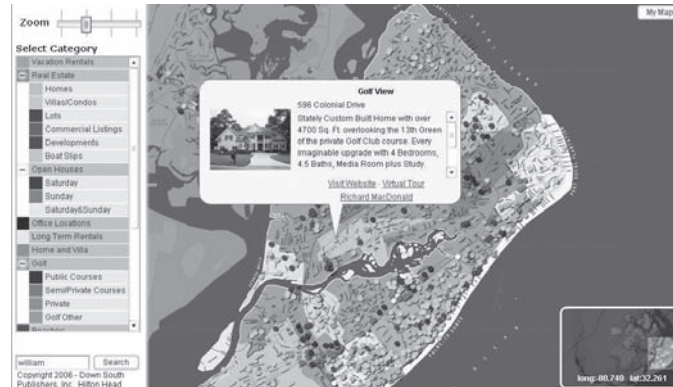 Zoom
Select Category
Vacation Rentals
Real Estate
Homes
Villas/Condos
Lots
Commercial Listings
Developments
Boat Slips
Open Houses
Saturday
Sunday
Saturday&Sunday
Office Locations
Long Term Rentals
Home and Villa
Golf
Public Courses
Semi/Private Courses
Private
Golf Other
Beaches
william
Search
Copyright 2006 - Down South
Publishers, Inc. Hilton Head
My Map
Golf View
596 Colonial Drive
Stately Custom Built Home with over
4700 Sq. Ft. overlooking the 13th Green
of the private Golf Club course. Every
imaginable upgrade with 4 Bedrooms,
4.5 Baths, Media Room plus Study.
Visit Website - Virtual Tour
Richard MacDonald
long:-80.740 lat:32.261